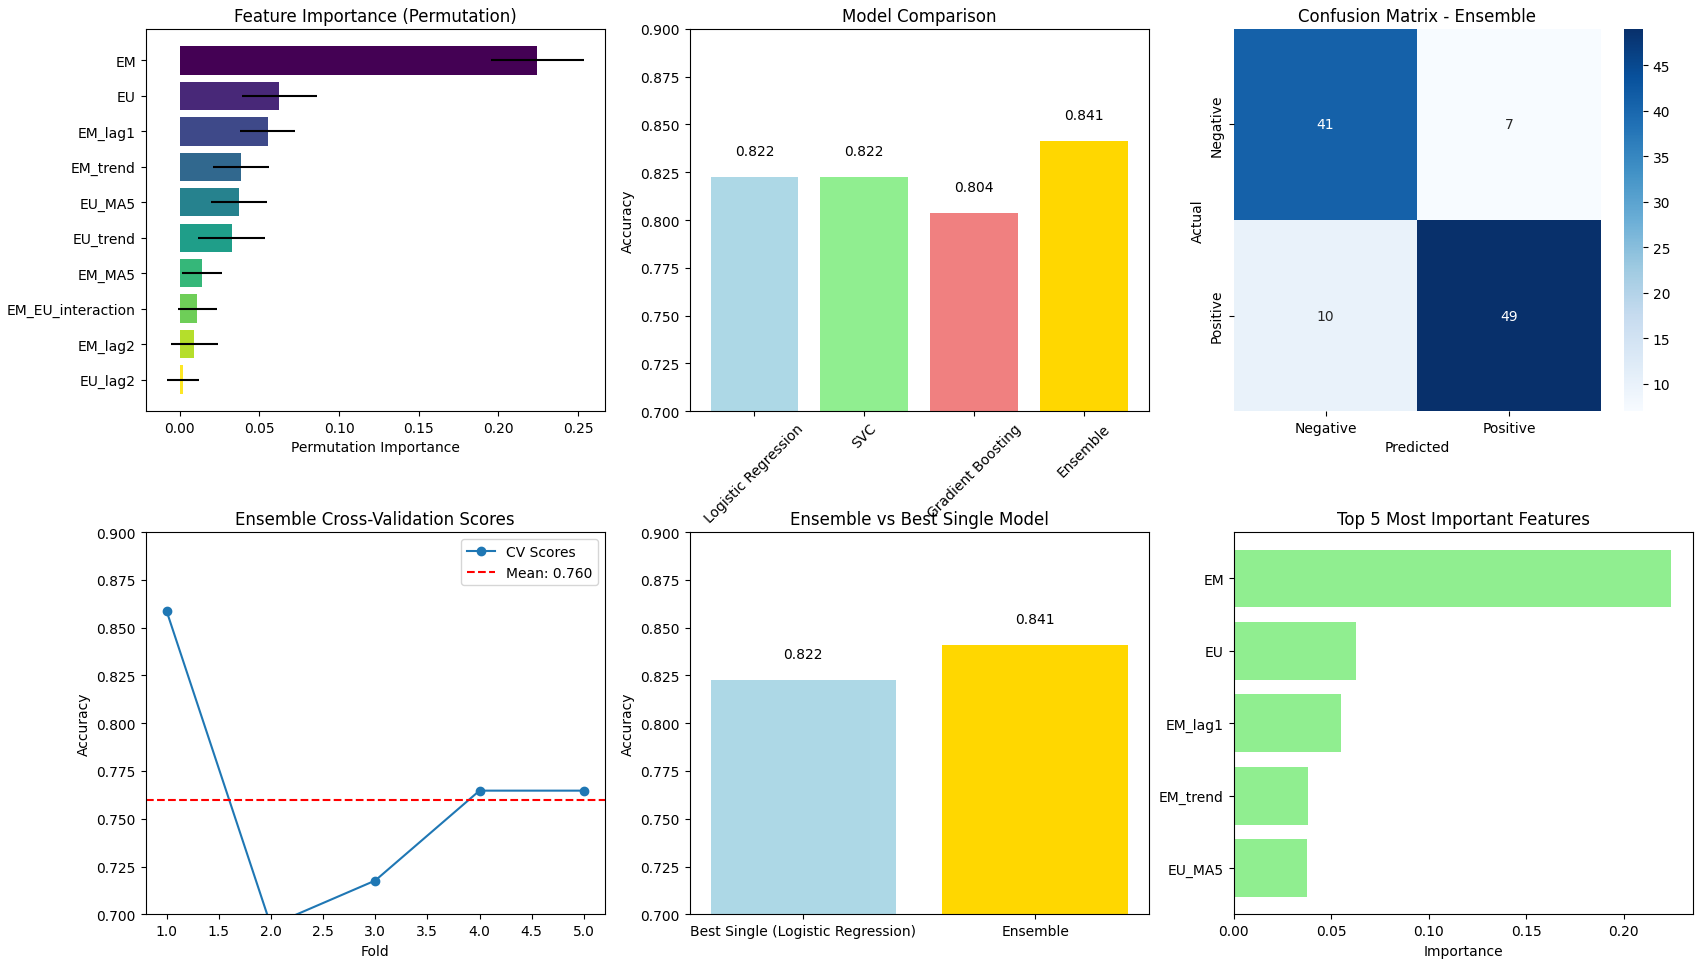 Feature Importance (Permutation)
EM
EU
EM_lag1
EM_trend
EU_MA5
EU_trend
EM_MA5
EM_EU_interaction
EM_lag2
EU_lag2
0.00 0.05 0.10 0.15 0.20 0.25
Permutation Importance
Model Comparison
0.900
0.875
0.850
0.825
0.800
0.775
0.750
0.725
0.700
Accuracy
0.822
0.822
0.804
0.841
Logistic Regression
SVC
Gradient Boosting
Ensemble
Confusion Matrix - Ensemble
Actual
Negative
Positive
41 7
10 49
Negative Positive
Predicted
45
40
35
30
25
20
15
10
Ensemble Cross-Validation Scores
0.900
0.875
0.850
0.825
0.800
0.775
0.750
0.725
0.700
Accuracy
CV Scores
Mean: 0.760
1.0 1.5 2.0 2.5 3.0 3.5 4.0 4.5 5.0
Fold
Ensemble vs Best Single Model
0.900
0.875
0.850
0.825
0.800
0.775
0.750
0.725
0.700
Accuracy
0.822
0.841
Best Single (Logistic Regression) Ensemble
Top 5 Most Important Features
EM
EU
EM_lag1
EM_trend
EU_MA5
0.00 0.05 0.10 0.15 0.20
Importance